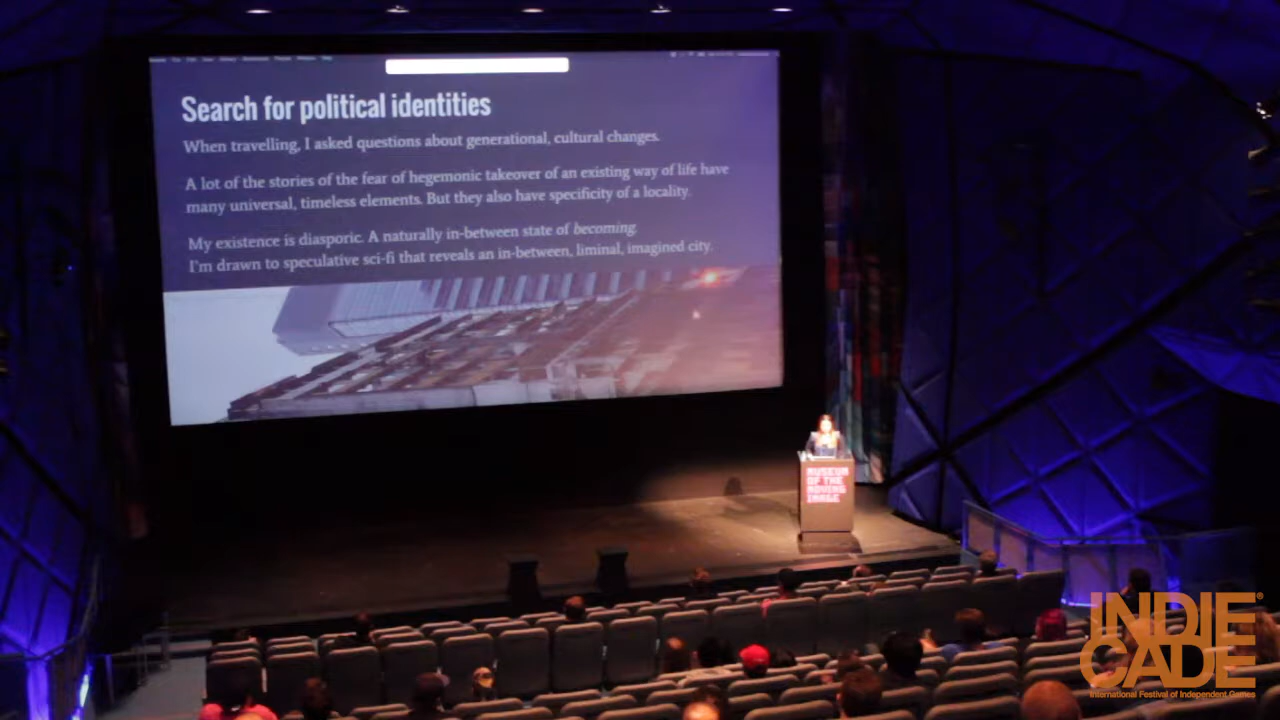 Search for political identities
When travelling, I asked questions about generational, cultural changes.
A lot of the stories of the fear of hegemonic takeover of an existing way of life have
many universal, timeless elements. But they also have specificity of a locality.
My existence is diasporic. A naturally in-between state of becoming.
I'm drawn to speculative sci-fi that reveals an in-between, liminal, imagined city.
MUSEUM
OF THE
MOVING
IMAGE
INDIE
CADE
International Festival of Independent Games